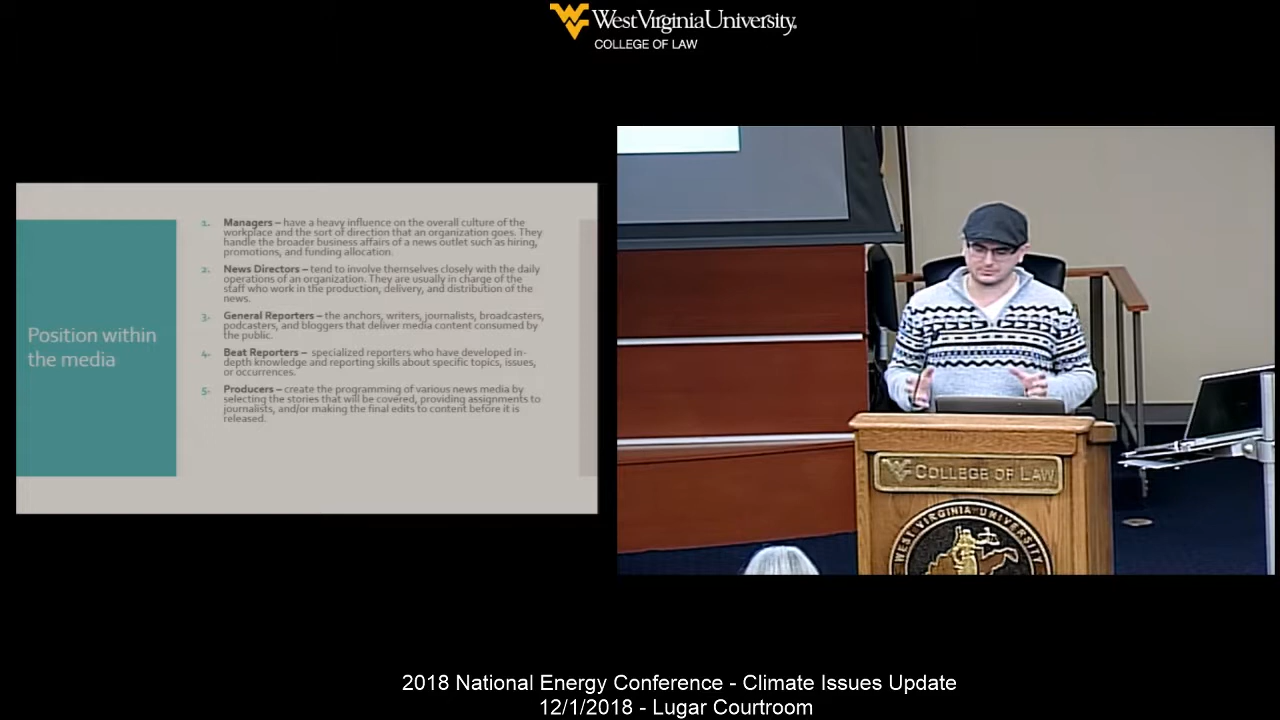 West Virginia University.
COLLEGE OF LAW
Position within
the media
1. Managers – have a heavy influence on the overall culture of the
workplace and the sort of direction that an organization goes. They
handle the broader business affairs of a news outlet such as hiring,
promotions, and funding allocation.
2. News Directors – tend to involve themselves closely with the daily
operations of an organization. They are usually in charge of the
staff who work in the production, delivery, and distribution of the
news.
3. General Reporters – the anchors, writers, journalists, broadcasters,
podcasters, and bloggers that deliver media content consumed by
the public.
4. Beat Reporters – specialized reporters who have developed in-
depth knowledge and reporting skills about specific topics, issues,
or occurrences.
5. Producers – create the programming of various news media by
selecting the stories that will be covered, providing assignments to
journalists, and/or making the final edits to content before it is
released.
COLLEGE OF LAW
WEST VIRGINIA UNIVERSITY
2018 National Energy Conference - Climate Issues Update
12/1/2018 - Lugar Courtroom